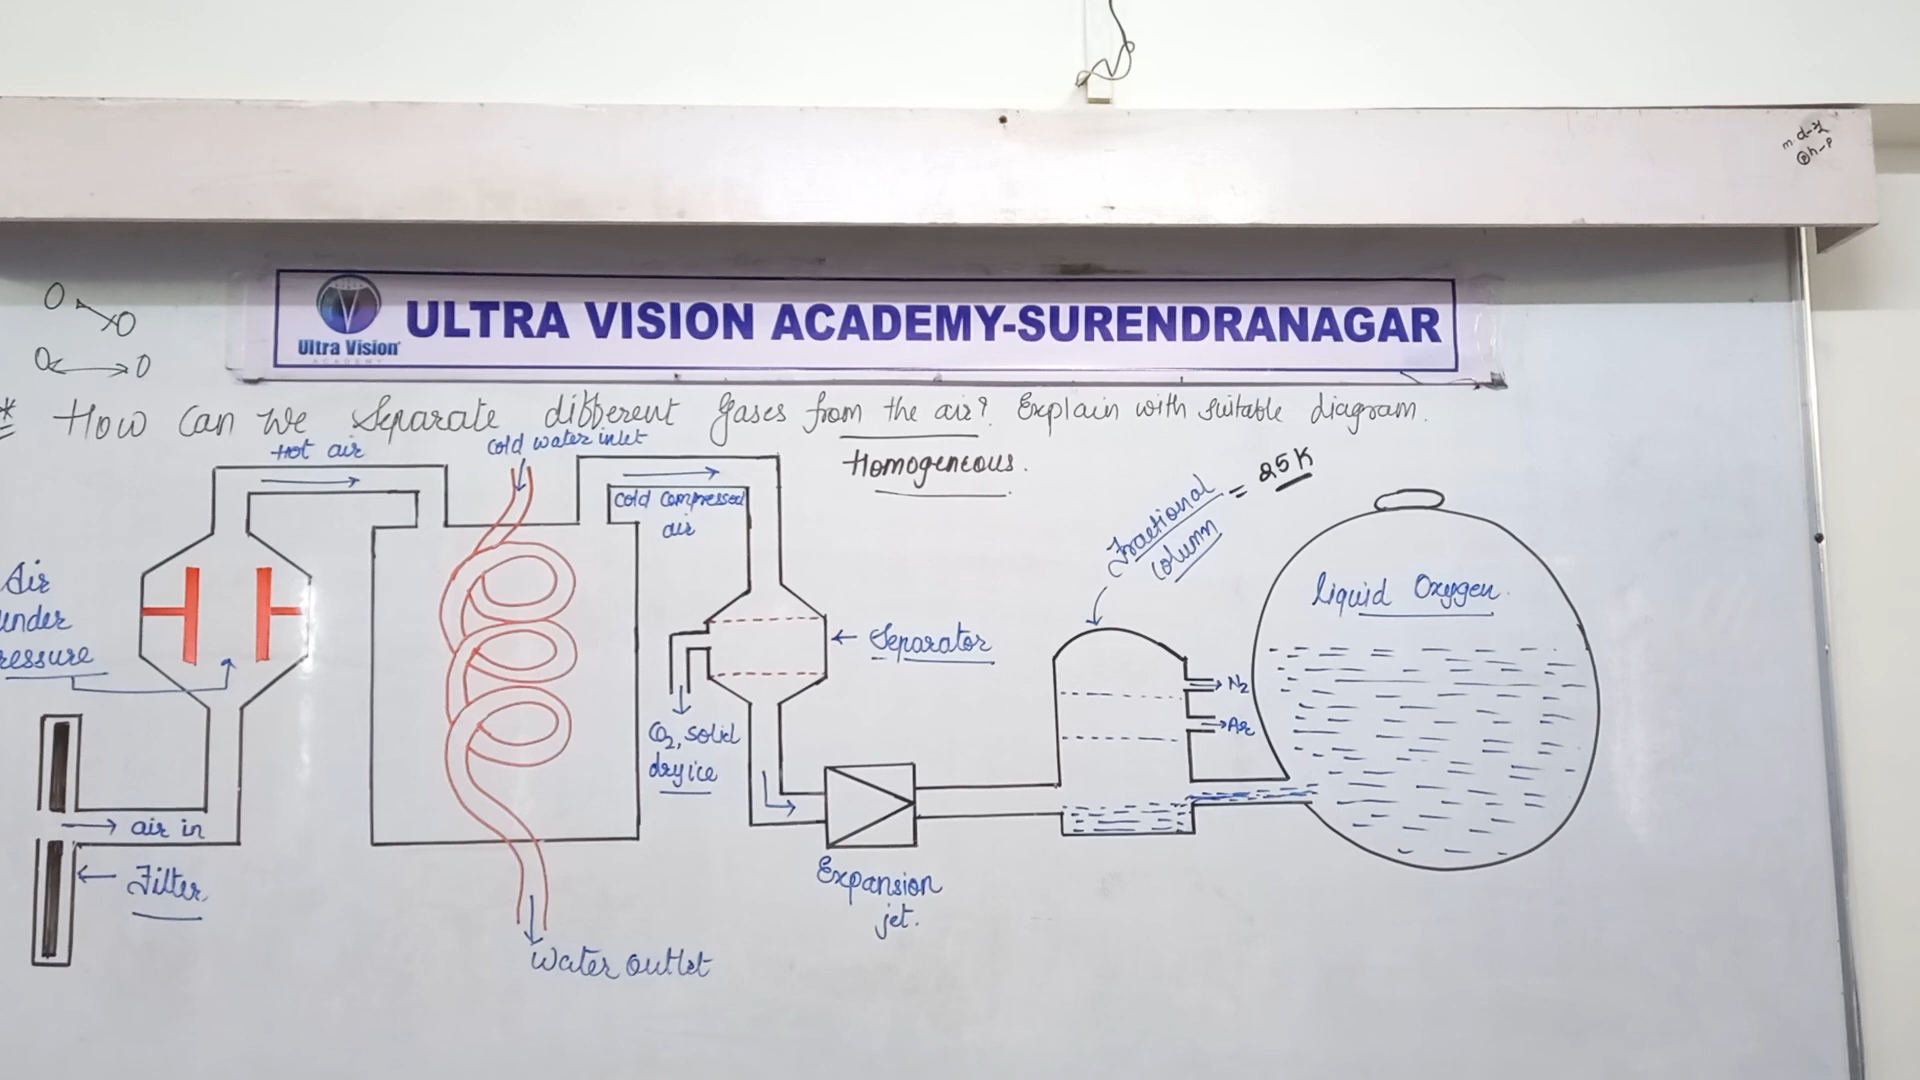 ULTRA VISION ACADEMY-SURENDRANAGAR
Ultra Vision
ACADEMY
* How can we separate different gases from the air? Explain with suitable diagram.
Homogeneous.
Hot air
cold water inlet
cold compressed
air
Fractional
column
= 25K
Air
under
ressure
Liquid Oxygen
Separator
N2
Ar
CO2, solid
dry ice
air in
Filter
Expansion
jet.
Water outlet